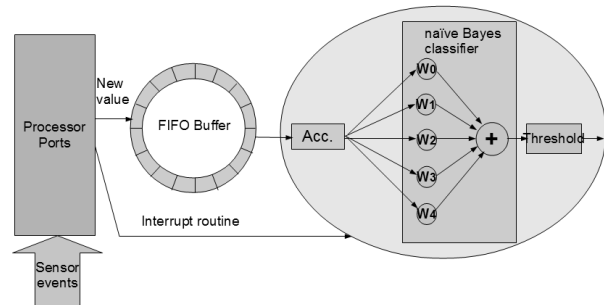 naïve Bayes
classifier
New
value
Processor
Ports
FIFO Buffer
Acc.
W0
W1
W2
W3
W4
+
Threshold
Interrupt routine
Sensor
events